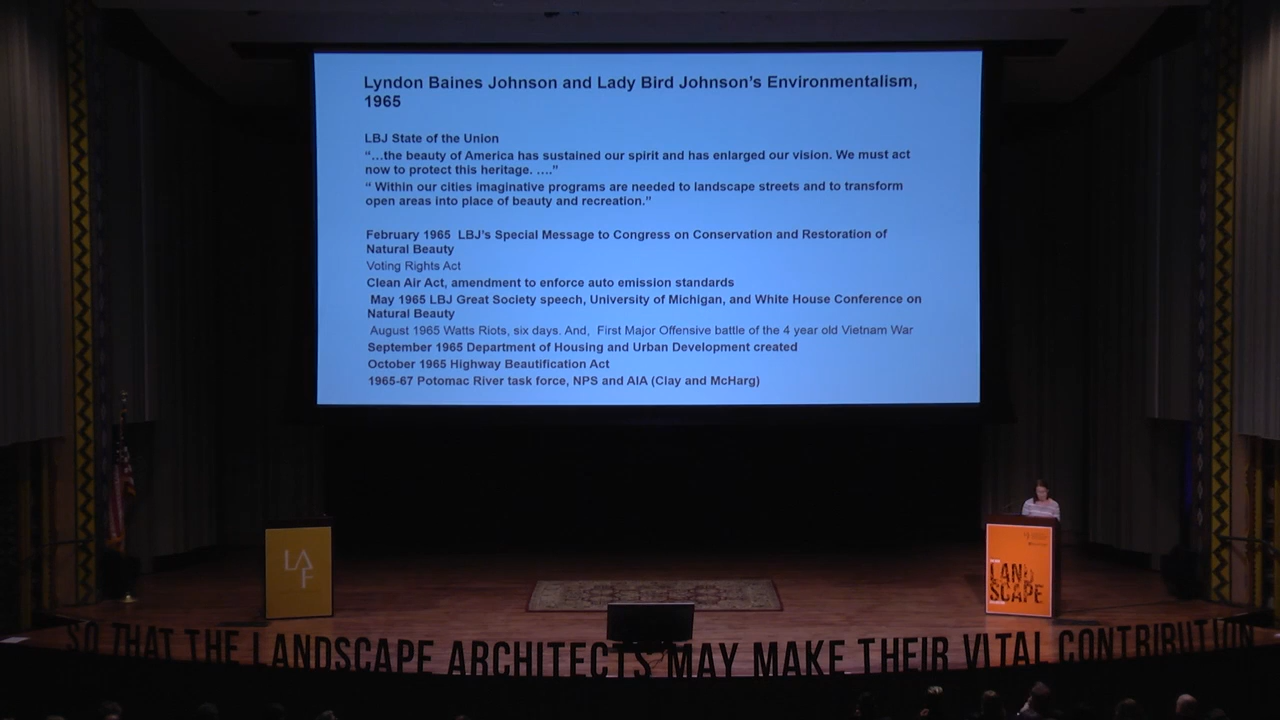 Lyndon Baines Johnson and Lady Bird Johnson's Environmentalism,
1965
LBJ State of the Union
“…the beauty of America has sustained our spirit and has enlarged our vision. We must act
now to protect this heritage. ….”
“ Within our cities imaginative programs are needed to landscape streets and to transform
open areas into place of beauty and recreation.”
February 1965 LBJ's Special Message to Congress on Conservation and Restoration of
Natural Beauty
Voting Rights Act
Clean Air Act, amendment to enforce auto emission standards
May 1965 LBJ Great Society speech, University of Michigan, and White House Conference on
Natural Beauty
August 1965 Watts Riots, six days. And, First Major Offensive battle of the 4 year old Vietnam War
September 1965 Department of Housing and Urban Development created
October 1965 Highway Beautification Act
1965-67 Potomac River task force, NPS and AIA (Clay and McHarg)
LA
F
LAND
SCAPE
SO THAT THE LANDSCAPE ARCHITECTS MAY MAKE THEIR VITAL CONTRIBUTION